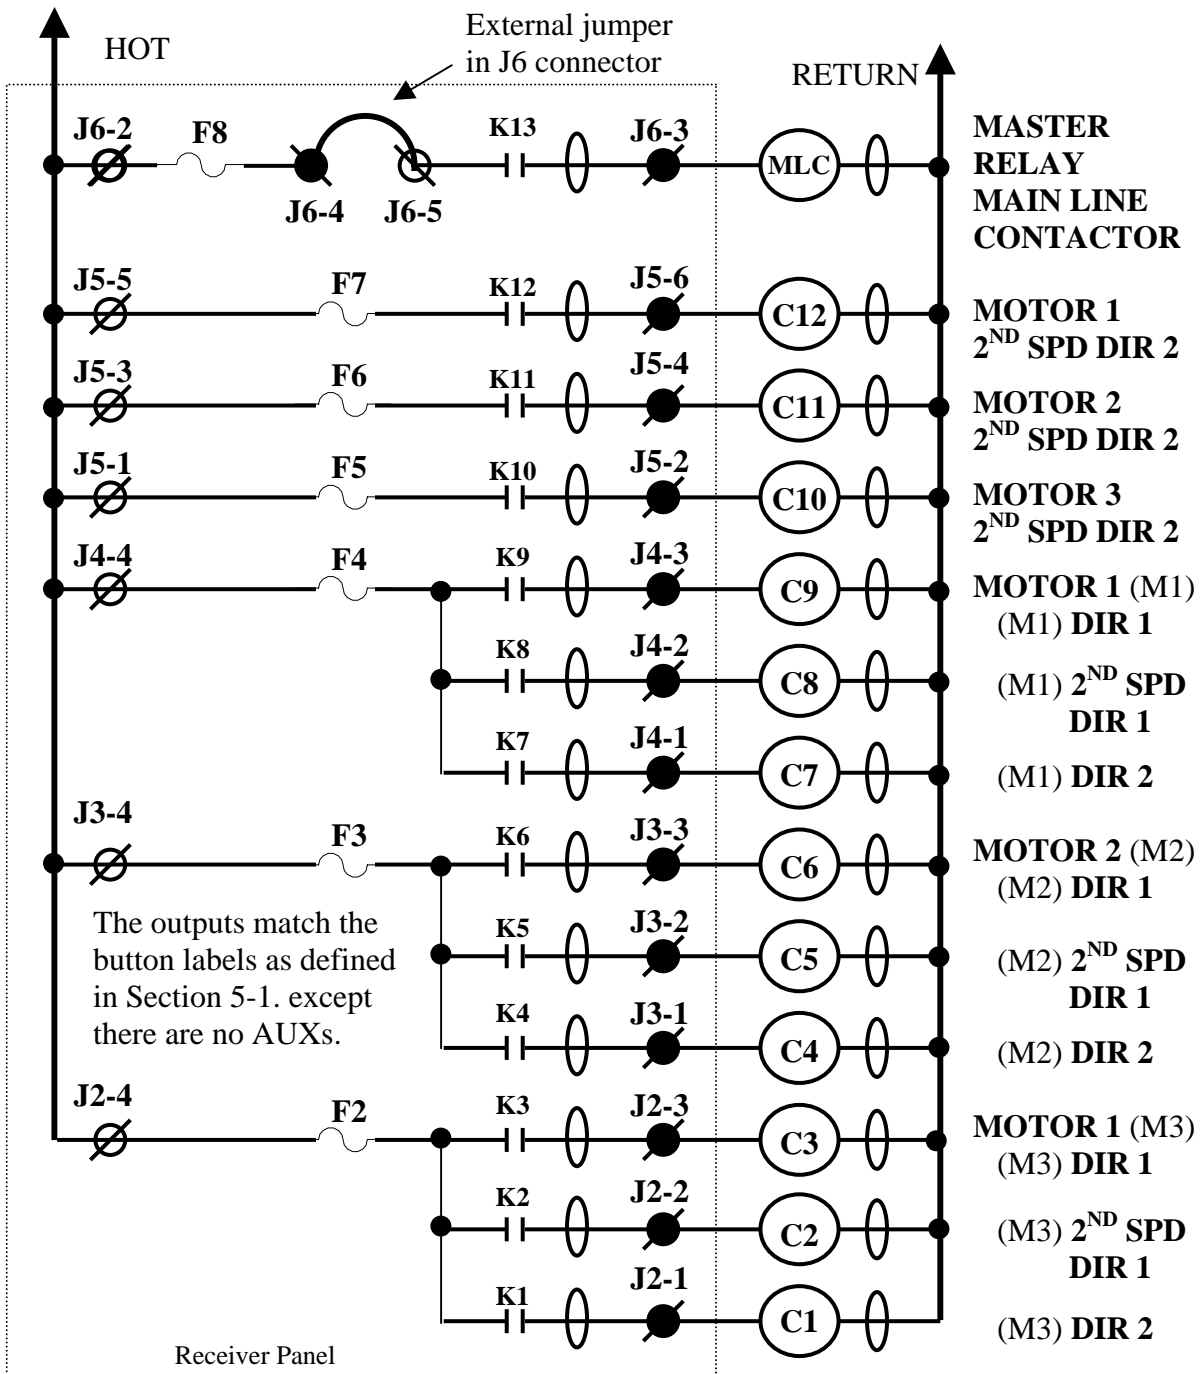 HOT
External jumper
in J6 connector
RETURN
J6-2
F8
J6-4
J6-5
K13
J6-3
MLC
MASTER
RELAY
MAIN LINE
CONTACTOR
J5-5
F7
K12
J5-6
C12
MOTOR 1
2ND SPD DIR 2
J5-3
F6
K11
J5-4
C11
MOTOR 2
2ND SPD DIR 2
J5-1
F5
K10
J5-2
C10
MOTOR 3
2ND SPD DIR 2
J4-4
F4
K9
J4-3
C9
MOTOR 1 (M1)
(M1) DIR 1
K8
J4-2
C8
(M1) 2ND SPD
DIR 1
K7
J4-1
C7
(M1) DIR 2
J3-4
F3
K6
J3-3
C6
MOTOR 2 (M2)
(M2) DIR 1
The outputs match the
button labels as defined
in Section 5-1. except
there are no AUXs.
K5
J3-2
C5
(M2) 2ND SPD
DIR 1
K4
J3-1
C4
(M2) DIR 2
J2-4
F2
K3
J2-3
C3
MOTOR 1 (M3)
(M3) DIR 1
K2
J2-2
C2
(M3) 2ND SPD
DIR 1
K1
J2-1
C1
(M3) DIR 2
Receiver Panel